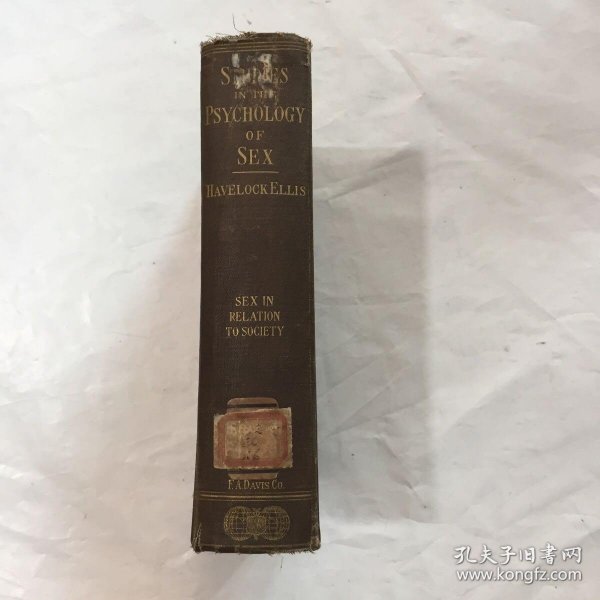 STUDIES
IN THE
PSYCHOLOGY
OF
SEX
HAVELOCK ELLIS
SEX IN
RELATION
TO SOCIETY
F. A. DAVIS CO.
孔夫子旧书网
www.kongfz.com